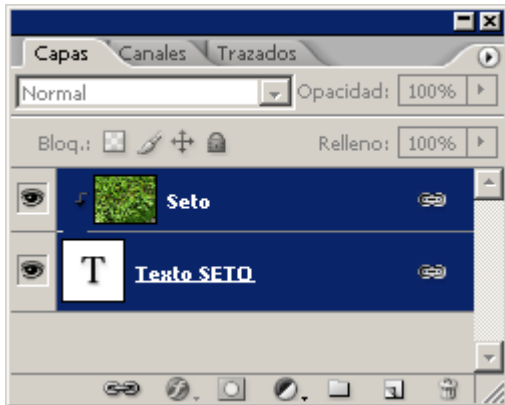 Capas Canales Trazados
Normal Opacidad: 100%
Bloq.: Relleno: 100%
Seto
T Texto SETO